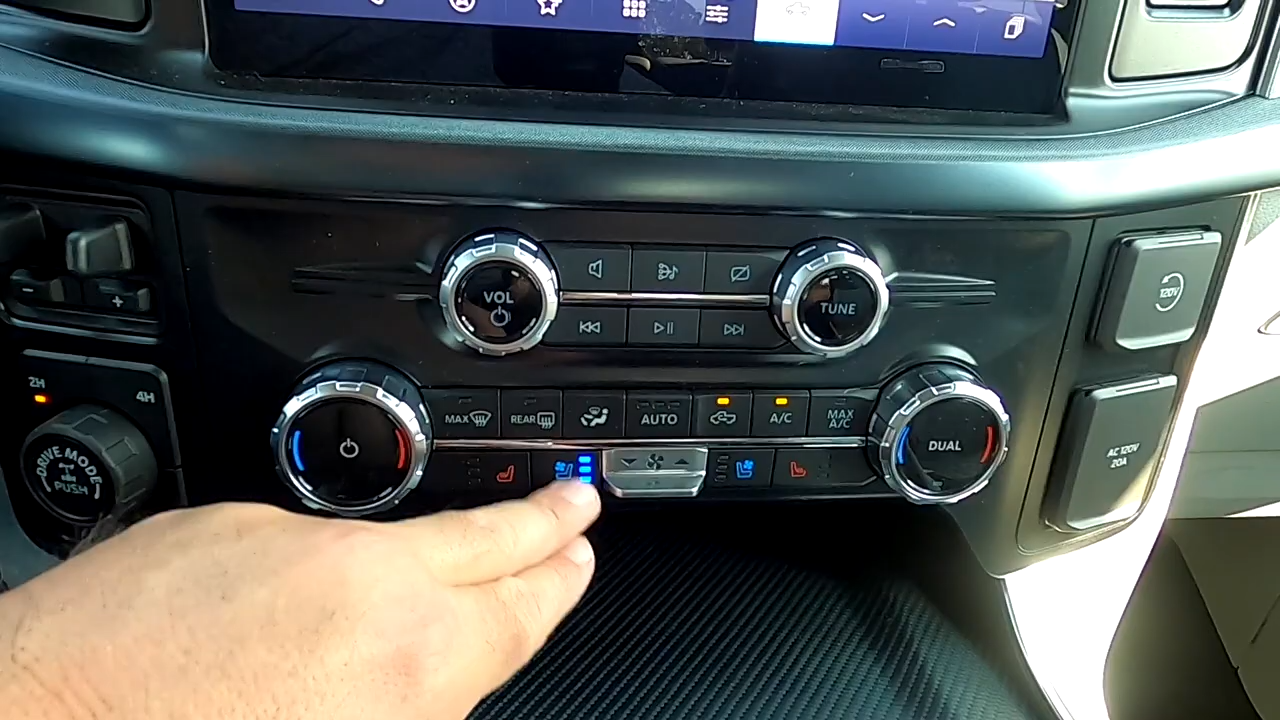 VOL
TUNE
120V
2H
4H
DRIVE MODE
PUSH
MAX
REAR
AUTO
A/C
MAX
A/C
DUAL
AC 120V
20A